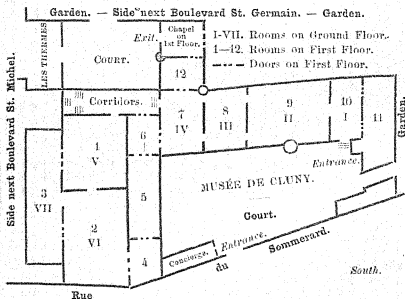 Garden. — Side next Boulevard St. Germain — Garden.
Side next Boulevard St. Michel.
LES THERMES
COURT.
Exit.
Chapel
on
1st Floor.
I-VII. Rooms on Ground Floor.
1—12. Rooms on First Floor.
Doors on First Floor.
12
Corridors.
7
IV
8
III
9
II
10
I
11
Garden.
6
1
V
3
VII
5
2
VI
4
Entrance.
MUSÉE DE CLUNY.
Court.
Concierge.
Entrance.
Rue
du
Sommerard.
South.